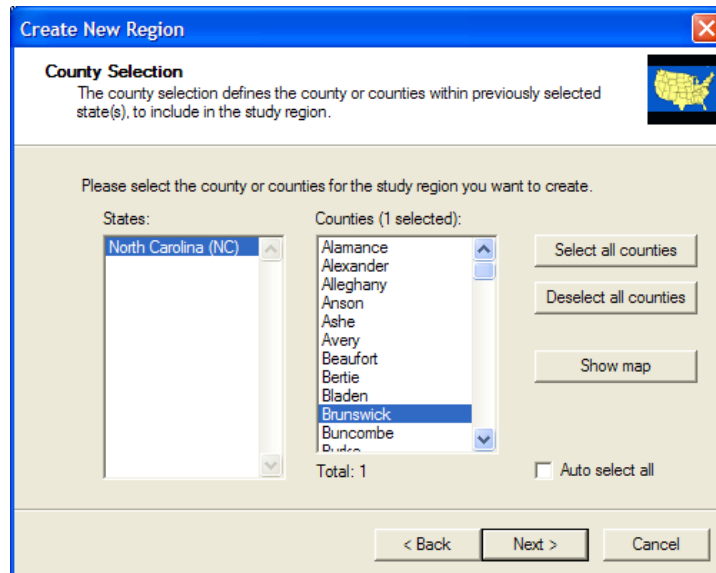 Create New Region
County Selection
The county selection defines the county or counties within previously selected
state(s), to include in the study region.
Please select the county or counties for the study region you want to create.
States:
North Carolina (NC)
Counties (1 selected):
Alamance
Alexander
Alleghany
Anson
Ashe
Avery
Beaufort
Bertie
Bladen
Brunswick
Buncombe
Burke
Total: 1
Select all counties
Deselect all counties
Show map
Auto select all
< Back
Next >
Cancel